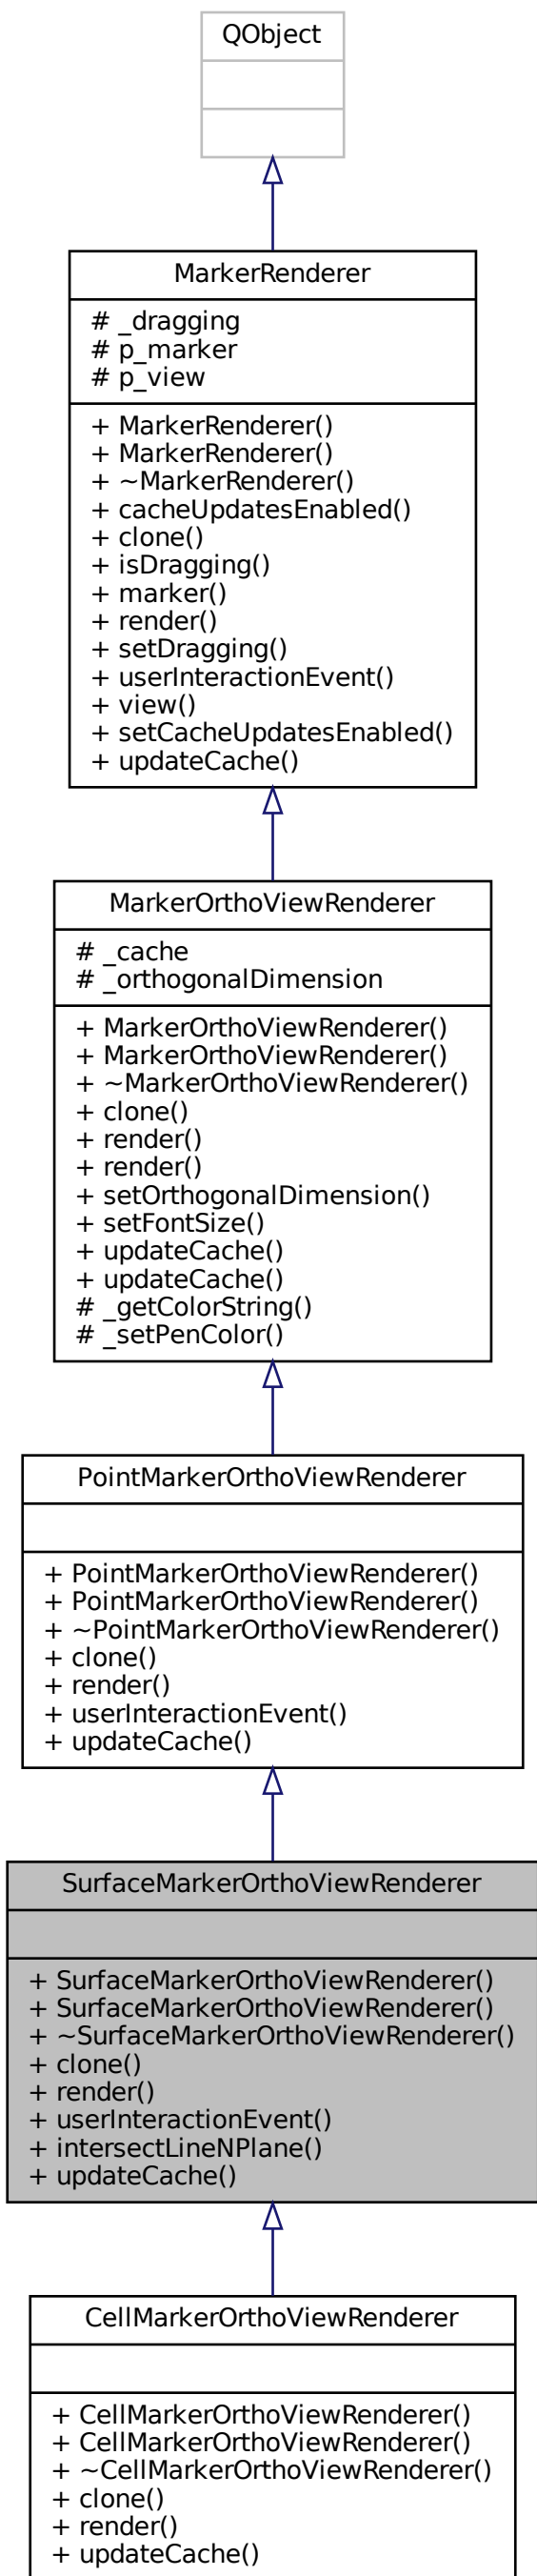 QObject
MarkerRenderer
# _dragging
# p_marker
# p_view
+ MarkerRenderer()
+ MarkerRenderer()
+ ~MarkerRenderer()
+ cacheUpdatesEnabled()
+ clone()
+ isDragging()
+ marker()
+ render()
+ setDragging()
+ userInteractionEvent()
+ view()
+ setCacheUpdatesEnabled()
+ updateCache()
MarkerOrthoViewRenderer
# _cache
# _orthogonalDimension
+ MarkerOrthoViewRenderer()
+ MarkerOrthoViewRenderer()
+ ~MarkerOrthoViewRenderer()
+ clone()
+ render()
+ render()
+ setOrthogonalDimension()
+ setFontSize()
+ updateCache()
+ updateCache()
# _getColorString()
# _setPenColor()
PointMarkerOrthoViewRenderer
+ PointMarkerOrthoViewRenderer()
+ PointMarkerOrthoViewRenderer()
+ ~PointMarkerOrthoViewRenderer()
+ clone()
+ render()
+ userInteractionEvent()
+ updateCache()
SurfaceMarkerOrthoViewRenderer
+ SurfaceMarkerOrthoViewRenderer()
+ SurfaceMarkerOrthoViewRenderer()
+ ~SurfaceMarkerOrthoViewRenderer()
+ clone()
+ render()
+ userInteractionEvent()
+ intersectLineNPlane()
+ updateCache()
CellMarkerOrthoViewRenderer
+ CellMarkerOrthoViewRenderer()
+ CellMarkerOrthoViewRenderer()
+ ~CellMarkerOrthoViewRenderer()
+ clone()
+ render()
+ updateCache()